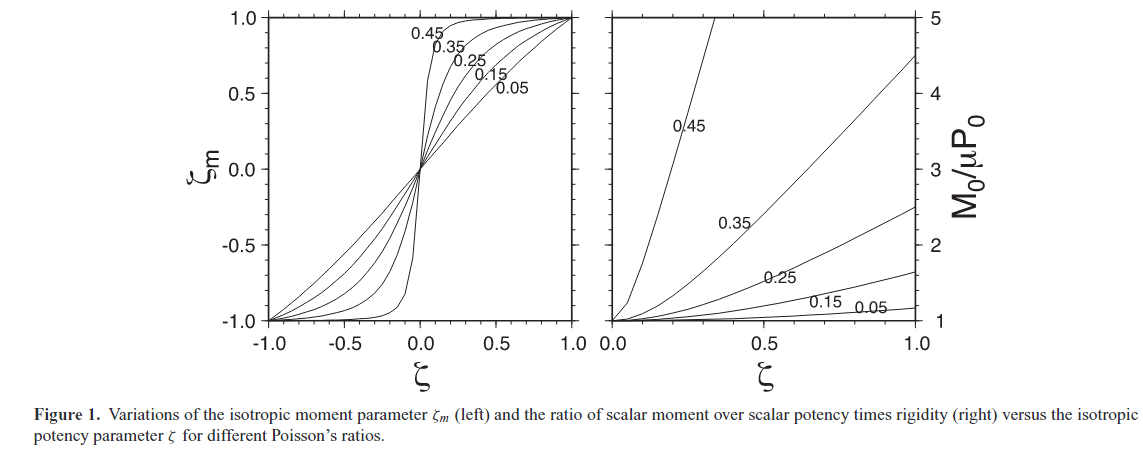 1.0
0.5
0.0
-0.5
-1.0
ζm
0.45
0.35
0.25
0.15
0.05
-1.0 -0.5 0.0 0.5 1.0
ζ
0.45
0.35
0.25
0.15
0.05
5
4
3
2
1
M0/μP0
0.0 0.5 1.0
ζ
Figure 1. Variations of the isotropic moment parameter ζm (left) and the ratio of scalar moment over scalar potency times rigidity (right) versus the isotropic
potency parameter ζ for different Poisson's ratios.